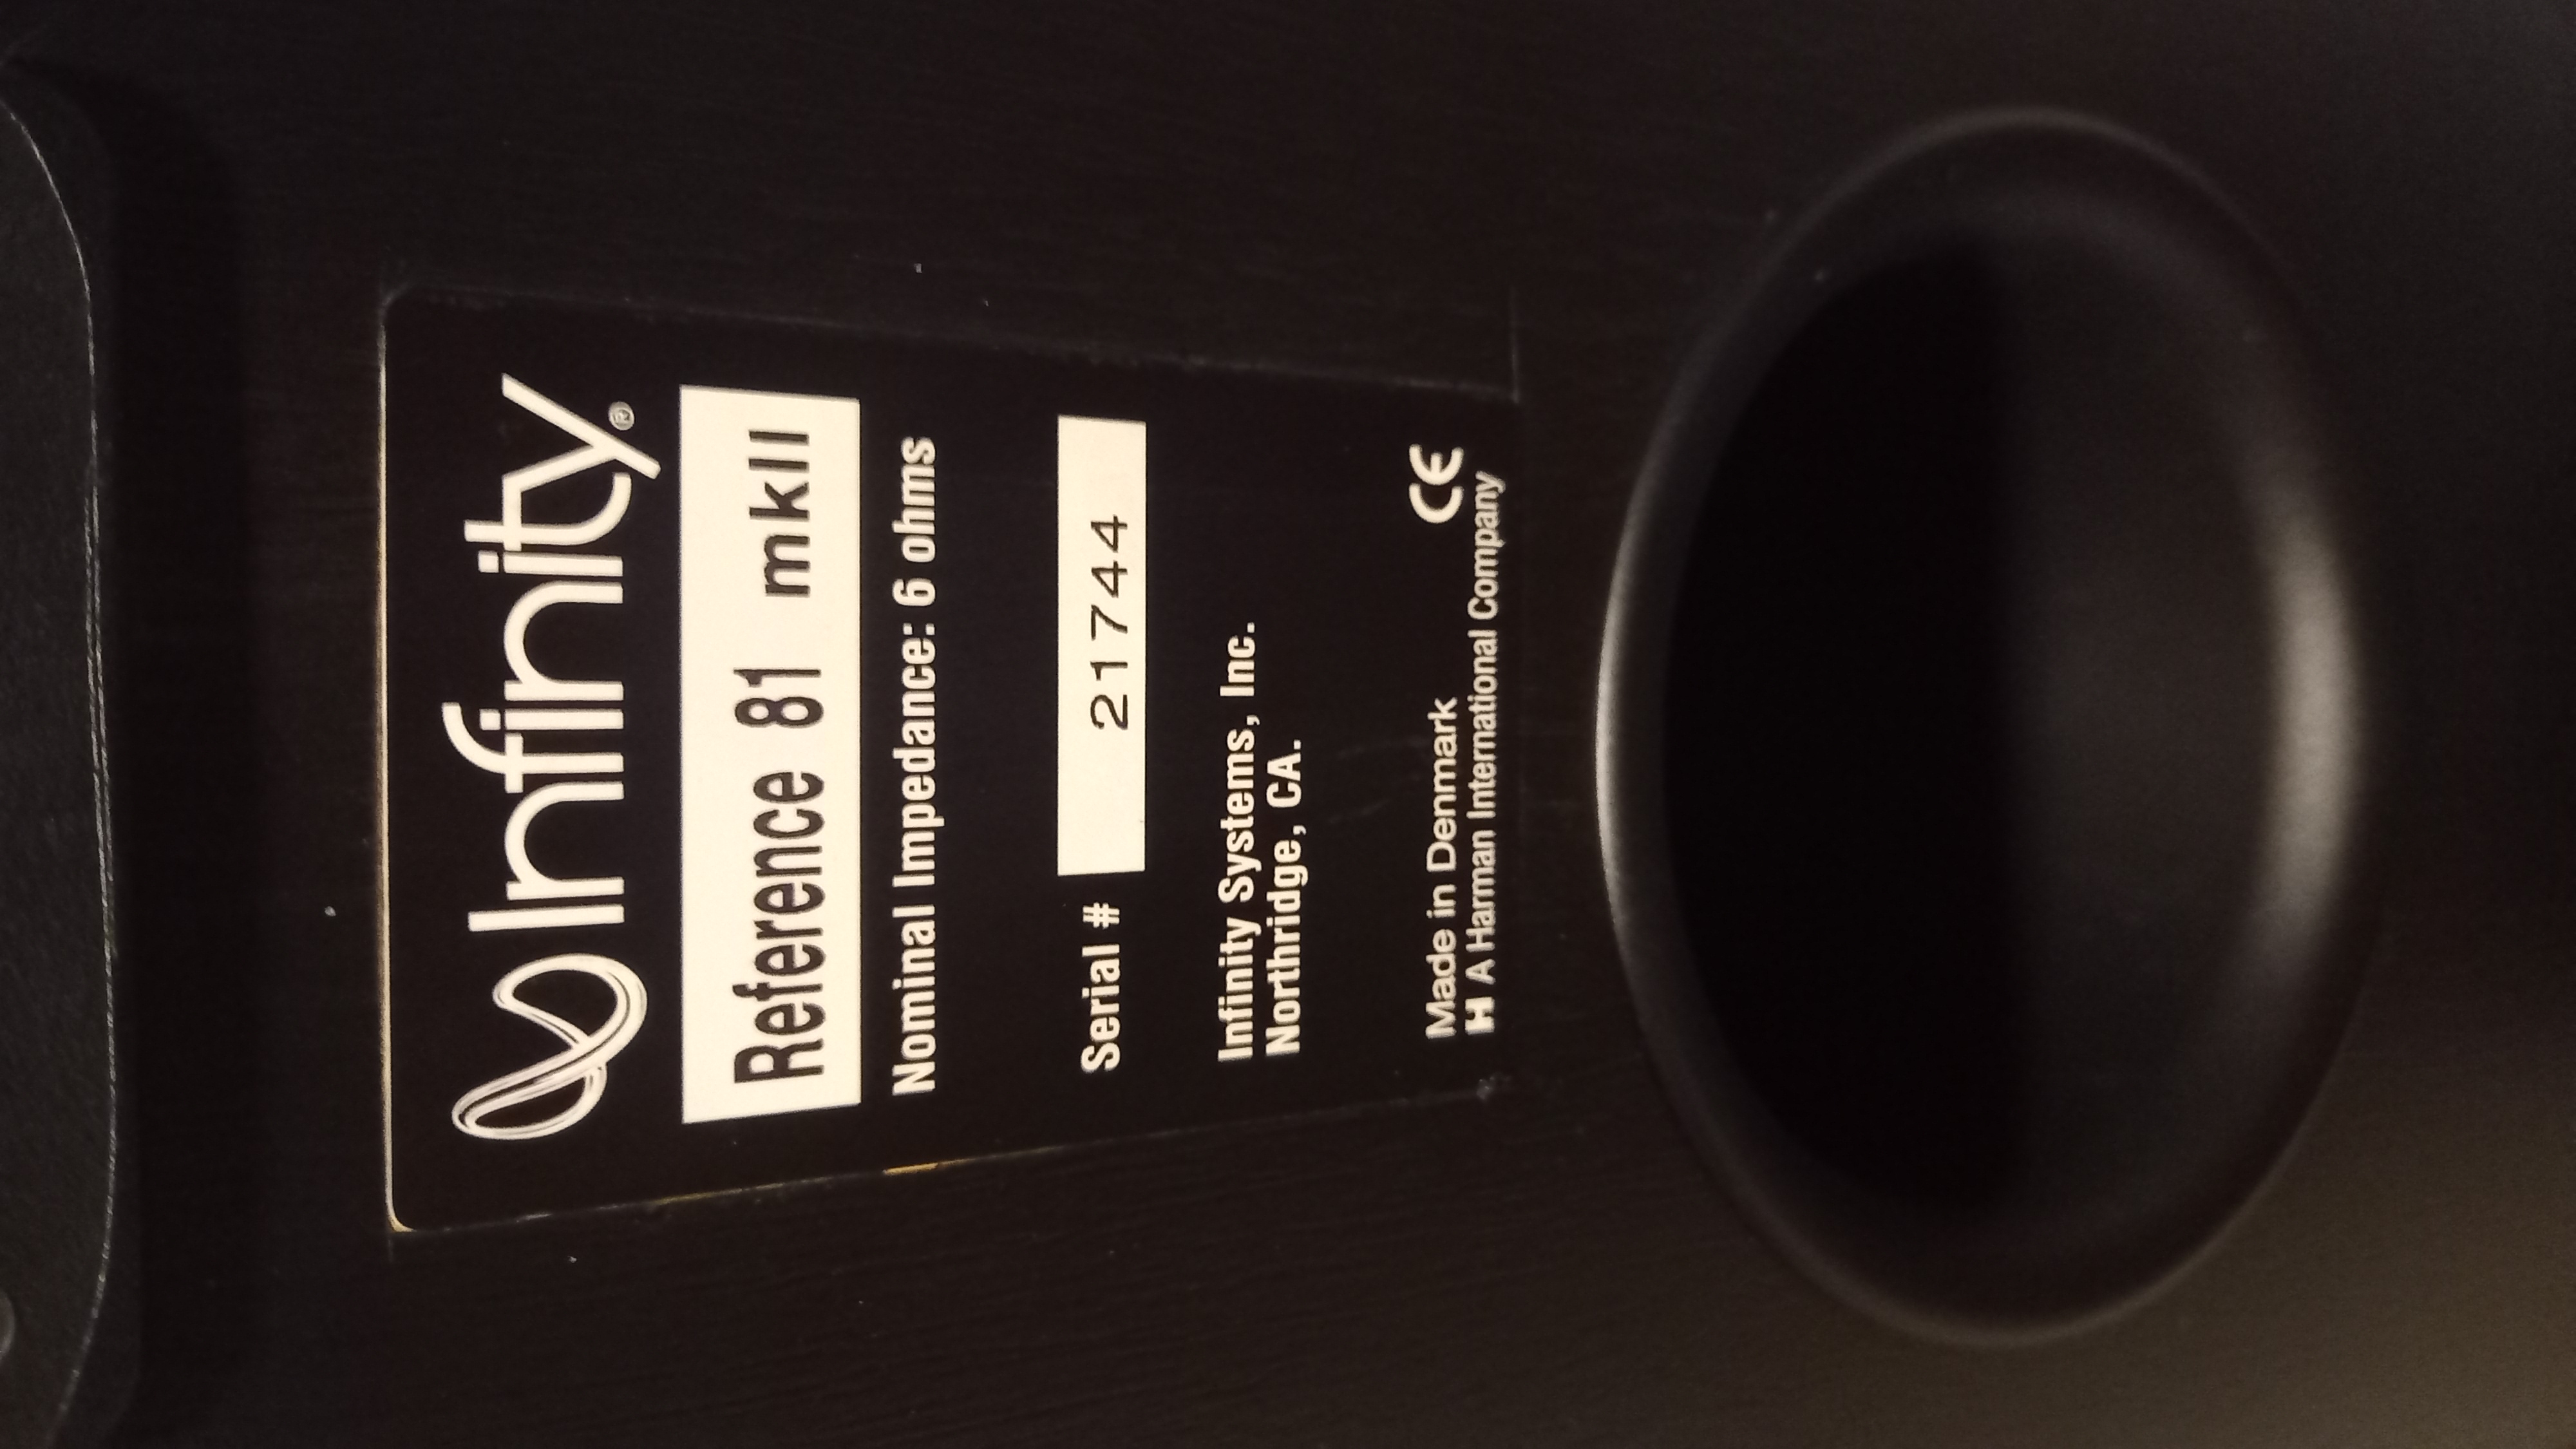 Infinity®
Reference 81 mkII
Nominal Impedance: 6 ohms
Serial # 21744
Infinity Systems, Inc.
Northridge, CA.
Made in Denmark CE
H A Harman International Company